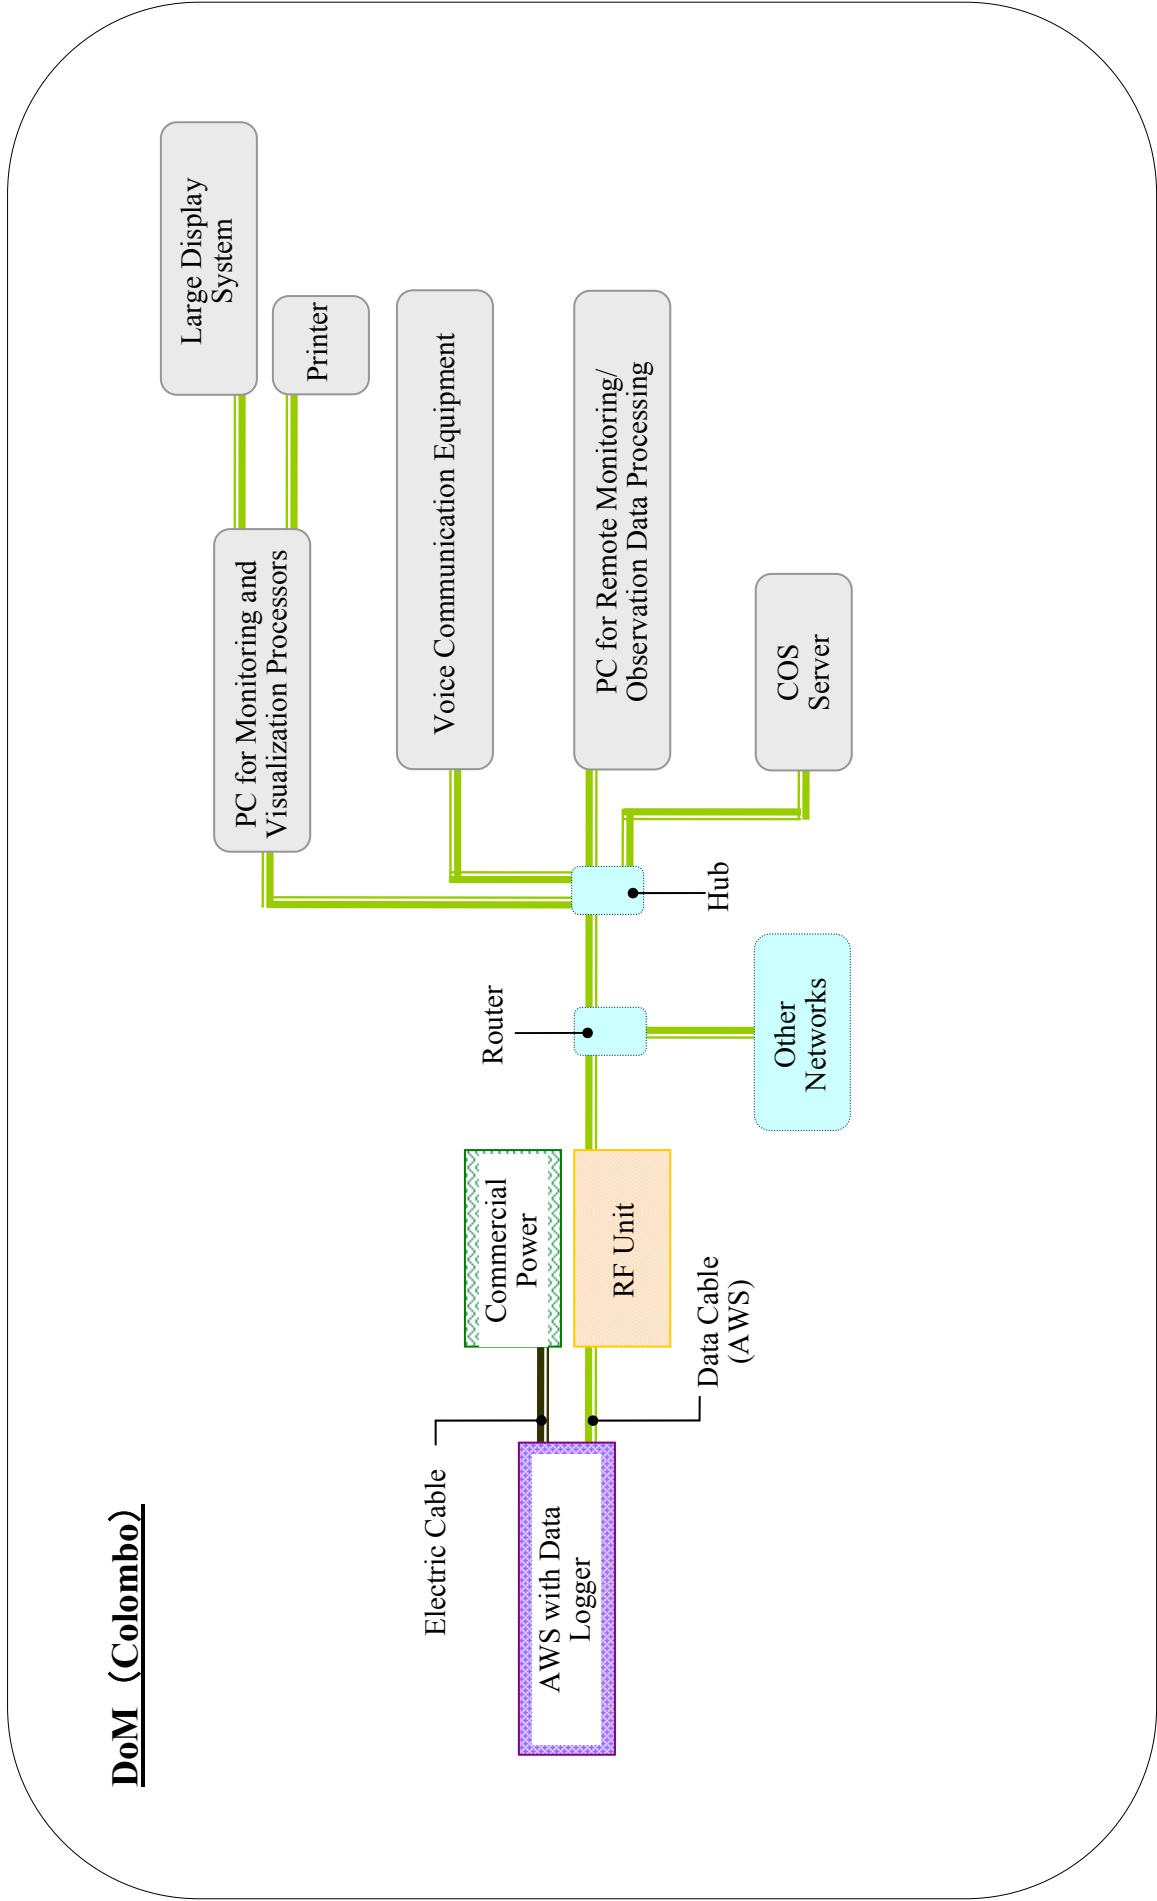 DoM（Colombo）
Large Display
System
PC for Monitoring and
Visualization Processors
Printer
Voice Communication Equipment
Electric Cable
Commercial
Power
Router
AWS with Data
Logger
RF Unit
PC for Remote Monitoring/
Observation Data Processing
Data Cable
(AWS)
Hub
Other
Networks
COS
Server